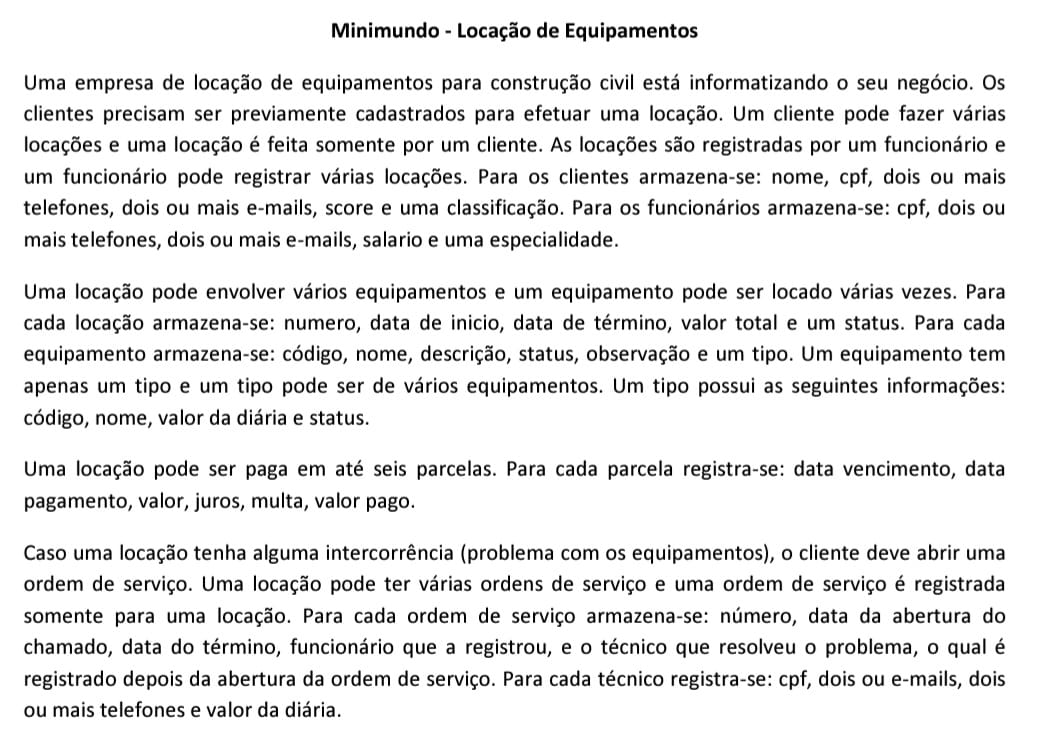 Minimundo - Locação de Equipamentos
Uma empresa de locação de equipamentos para construção civil está informatizando o seu negócio. Os
clientes precisam ser previamente cadastrados para efetuar uma locação. Um cliente pode fazer várias
locações e uma locação é feita somente por um cliente. As locações são registradas por um funcionário e
um funcionário pode registrar várias locações. Para os clientes armazena-se: nome, cpf, dois ou mais
telefones, dois ou mais e-mails, score e uma classificação. Para os funcionários armazena-se: cpf, dois ou
mais telefones, dois ou mais e-mails, salario e uma especialidade.
Uma locação pode envolver vários equipamentos e um equipamento pode ser locado várias vezes. Para
cada locação armazena-se: numero, data de inicio, data de término, valor total e um status. Para cada
equipamento armazena-se: código, nome, descrição, status, observação e um tipo. Um equipamento tem
apenas um tipo e um tipo pode ser de vários equipamentos. Um tipo possui as seguintes informações:
código, nome, valor da diária e status.
Uma locação pode ser paga em até seis parcelas. Para cada parcela registra-se: data vencimento, data
pagamento, valor, juros, multa, valor pago.
Caso uma locação tenha alguma intercorrência (problema com os equipamentos), o cliente deve abrir uma
ordem de serviço. Uma locação pode ter várias ordens de serviço e uma ordem de serviço é registrada
somente para uma locação. Para cada ordem de serviço armazena-se: número, data da abertura do
chamado, data do término, funcionário que a registrou, e o técnico que resolveu o problema, o qual é
registrado depois da abertura da ordem de serviço. Para cada técnico registra-se: cpf, dois ou e-mails, dois
ou mais telefones e valor da diária.